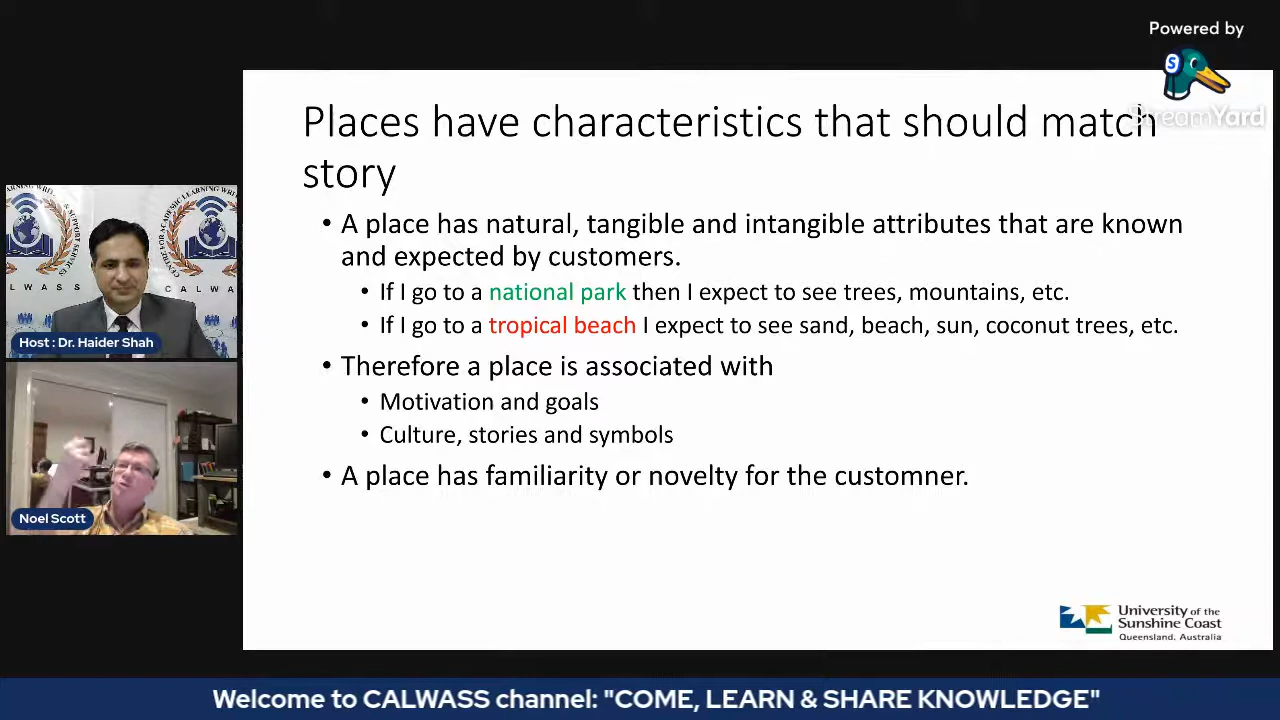 Powered by
StreamYard
Places have characteristics that should match
story
• A place has natural, tangible and intangible attributes that are known
and expected by customers.
• If I go to a national park then I expect to see trees, mountains, etc.
• If I go to a tropical beach I expect to see sand, beach, sun, coconut trees, etc.
• Therefore a place is associated with
• Motivation and goals
• Culture, stories and symbols
• A place has familiarity or novelty for the customner.
CALWASS
Host : Dr. Haider Shah
Noel Scott
University of the
Sunshine Coast
Queensland, Australia
Welcome to CALWASS channel: "COME, LEARN & SHARE KNOWLEDGE"